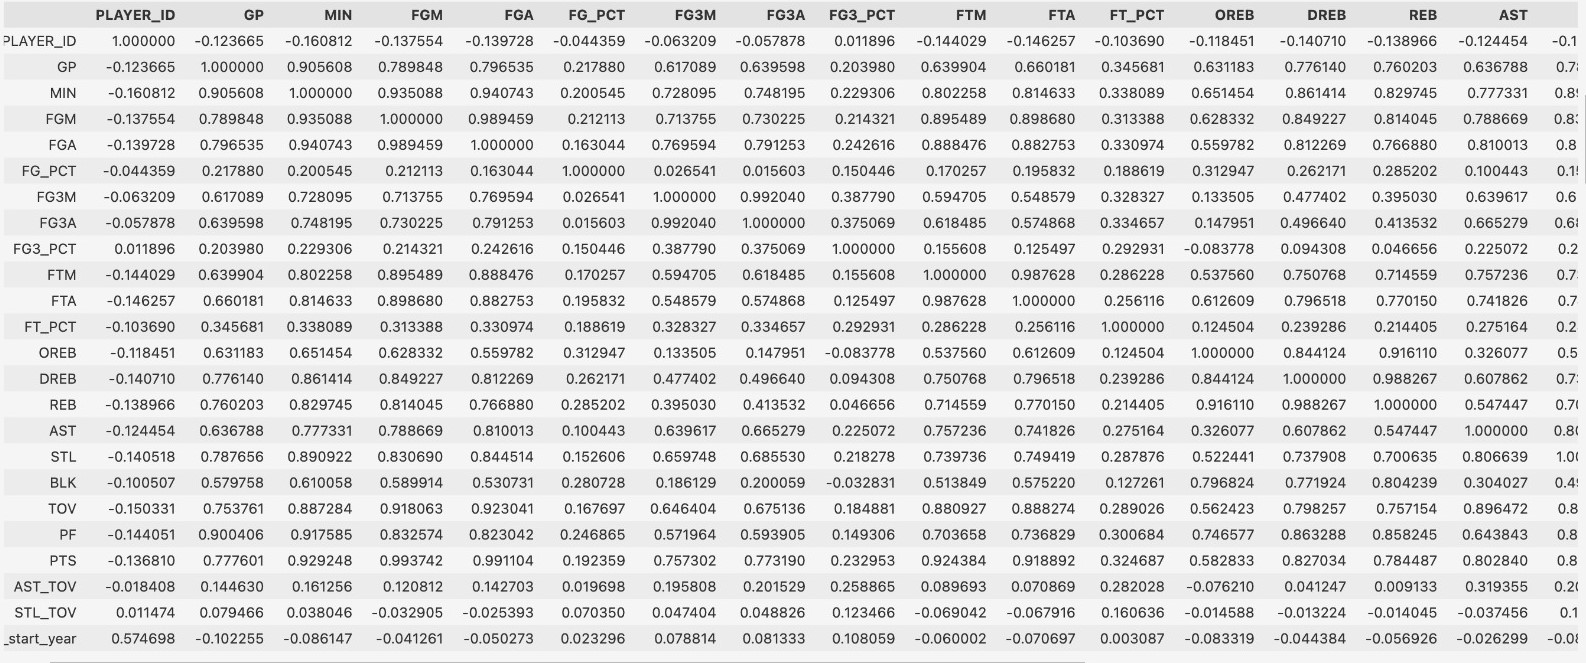 PLAYER_ID GP MIN FGM FGA FG_PCT FG3M FG3A FG3_PCT FTM FTA FT_PCT OREB DREB REB AST
PLAYER_ID 1.000000 -0.123665 -0.160812 -0.137554 -0.139728 -0.044359 -0.063209 -0.057878 0.011896 -0.144029 -0.146257 -0.103690 -0.118451 -0.140710 -0.138966 -0.124454 -0.1
GP -0.123665 1.000000 0.905608 0.789848 0.796535 0.217880 0.617089 0.639598 0.203980 0.639904 0.660181 0.345681 0.631183 0.776140 0.760203 0.636788 0.7
MIN -0.160812 0.905608 1.000000 0.935088 0.940743 0.200545 0.728095 0.748195 0.229306 0.802258 0.814633 0.338089 0.651454 0.861414 0.829745 0.777331 0.8
FGM -0.137554 0.789848 0.935088 1.000000 0.989459 0.212113 0.713755 0.730225 0.214321 0.895489 0.898680 0.313388 0.628332 0.849227 0.814045 0.788669 0.8
FGA -0.139728 0.796535 0.940743 0.989459 1.000000 0.163044 0.769594 0.791253 0.242616 0.888476 0.882753 0.330974 0.559782 0.812269 0.766880 0.810013 0.8
FG_PCT -0.044359 0.217880 0.200545 0.212113 0.163044 1.000000 0.026541 0.015603 0.150446 0.170257 0.195832 0.188619 0.312947 0.262171 0.285202 0.100443 0.1
FG3M -0.063209 0.617089 0.728095 0.713755 0.769594 0.026541 1.000000 0.992040 0.387790 0.594705 0.548579 0.328327 0.133505 0.477402 0.395030 0.639617 0.6
FG3A -0.057878 0.639598 0.748195 0.730225 0.791253 0.015603 0.992040 1.000000 0.375069 0.618485 0.574868 0.334657 0.147951 0.496640 0.413532 0.665279 0.6
FG3_PCT 0.011896 0.203980 0.229306 0.214321 0.242616 0.150446 0.387790 0.375069 1.000000 0.155608 0.125497 0.292931 -0.083778 0.094308 0.046656 0.225072 0.2
FTM -0.144029 0.639904 0.802258 0.895489 0.888476 0.170257 0.594705 0.618485 0.155608 1.000000 0.987628 0.286228 0.537560 0.750768 0.714559 0.757236 0.7
FTA -0.146257 0.660181 0.814633 0.898680 0.882753 0.195832 0.548579 0.574868 0.125497 0.987628 1.000000 0.256116 0.612609 0.796518 0.770150 0.741826 0.7
FT_PCT -0.103690 0.345681 0.338089 0.313388 0.330974 0.188619 0.328327 0.334657 0.292931 0.286228 0.256116 1.000000 0.124504 0.239286 0.214405 0.275164 0.2
OREB -0.118451 0.631183 0.651454 0.628332 0.559782 0.312947 0.133505 0.147951 -0.083778 0.537560 0.612609 0.124504 1.000000 0.844124 0.916110 0.326077 0.5
DREB -0.140710 0.776140 0.861414 0.849227 0.812269 0.262171 0.477402 0.496640 0.094308 0.750768 0.796518 0.239286 0.844124 1.000000 0.988267 0.607862 0.7
REB -0.138966 0.760203 0.829745 0.814045 0.766880 0.285202 0.395030 0.413532 0.046656 0.714559 0.770150 0.214405 0.916110 0.988267 1.000000 0.547447 0.70
AST -0.124454 0.636788 0.777331 0.788669 0.810013 0.100443 0.639617 0.665279 0.225072 0.757236 0.741826 0.275164 0.326077 0.607862 0.547447 1.000000 0.80
STL -0.140518 0.787656 0.890922 0.830690 0.844514 0.152606 0.659748 0.685530 0.218278 0.739736 0.749419 0.287876 0.522441 0.737908 0.700635 0.806639 1.00
BLK -0.100507 0.579758 0.610058 0.589914 0.530731 0.280728 0.186129 0.200059 -0.032831 0.513849 0.575220 0.127261 0.796824 0.771924 0.804239 0.304027 0.4
TOV -0.150331 0.753761 0.887284 0.918063 0.923041 0.167697 0.646404 0.675136 0.184881 0.880927 0.888274 0.289026 0.562423 0.798257 0.757154 0.896472 0.8
PF -0.144051 0.900406 0.917585 0.832574 0.823042 0.246865 0.571964 0.593905 0.149306 0.703658 0.736829 0.300684 0.746577 0.863288 0.858245 0.643843 0.8
PTS -0.136810 0.777601 0.929248 0.993742 0.991104 0.192359 0.757302 0.779190 0.232953 0.924384 0.918892 0.324687 0.582833 0.827034 0.784487 0.802840 0.8
AST_TOV -0.018408 0.144630 0.161256 0.120812 0.142703 0.019698 0.195808 0.201529 0.258865 0.089693 0.070869 0.282028 -0.076210 0.041247 0.009133 0.319355 0.20
STL_TOV 0.011474 0.079466 0.038046 -0.032905 -0.025393 0.070350 0.047404 0.048826 0.123466 -0.069042 -0.067916 0.160636 -0.014588 -0.013224 -0.014045 -0.037456 0.1
_start_year 0.574698 -0.102255 -0.086147 -0.041261 -0.050273 0.023296 0.078814 0.081333 0.108059 -0.060002 -0.070697 0.003087 -0.083319 -0.044384 -0.056926 -0.026299 -0.0